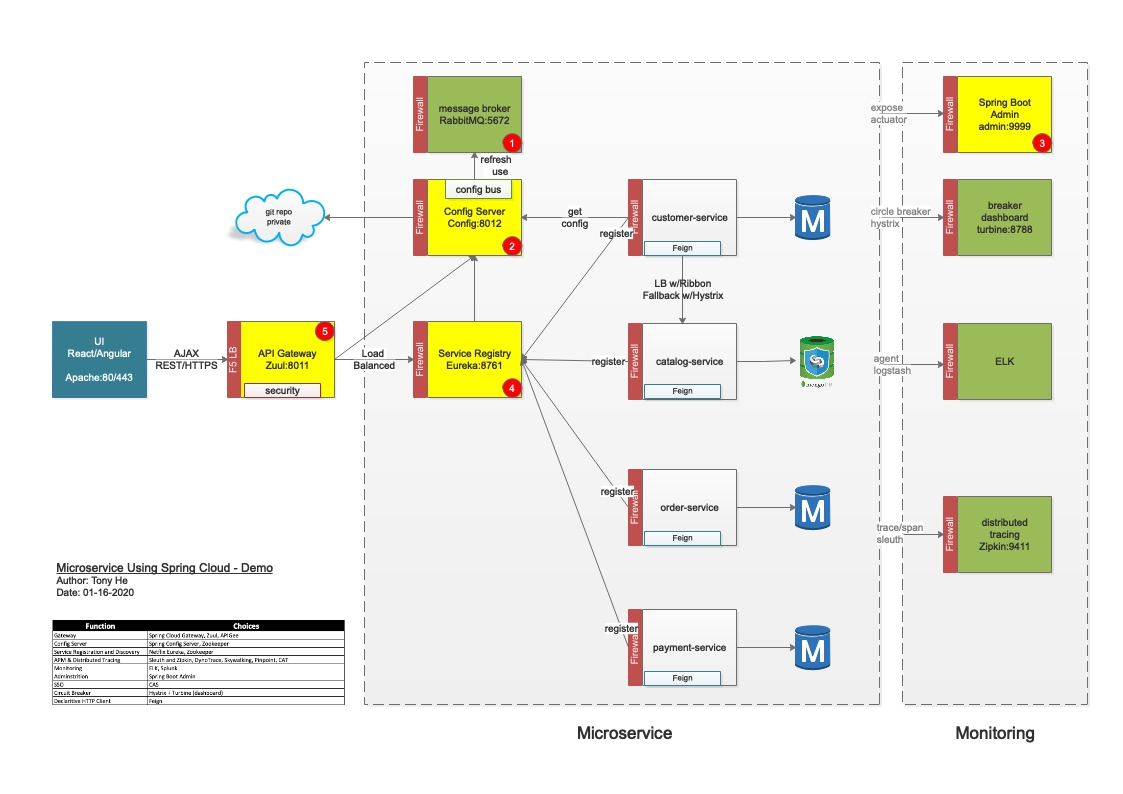 Firewall
message broker
RabbitMQ:5672
1
refresh
use
config bus
Firewall
Config Server
Config:8012
2
git repo
private
get
config
register
Firewall
customer-service
Feign
M
LB w/Ribbon
Fallback w/Hystrix
UI
React/Angular
Apache:80/443
AJAX
REST/HTTPS
F5 LB
5
API Gateway
Zuul:8011
security
Load
Balanced
Firewall
Service Registry
Eureka:8761
4
register
Firewall
catalog-service
Feign
mongoDB
register
Firewall
order-service
Feign
M
register
Firewall
payment-service
Feign
M
expose
actuator
Firewall
Spring Boot
Admin
admin:9999
3
circle breaker
hystrix
Firewall
breaker
dashboard
turbine:8788
agent
logstash
Firewall
ELK
trace/span
sleuth
Firewall
distributed
tracing
Zipkin:9411
Microservice Using Spring Cloud - Demo
Author: Tony He
Date: 01-16-2020
Function Choices
Gateway Spring Cloud Gateway, Zuul, APIGee
Config Server Spring Config Server, Zookeeper
Service Registration and Discovery Netflix Eureka, Zookeeper
APM & Distributed Tracing Sleuth and Zipkin, DynoTrace, Skywalking, Pinpoint, CAT
Monitoring ELK, Splunk
Adminstrition Spring Boot Admin
SSO CAS
Circuit Breaker Hystrix + Turbine (dashboard)
Declaritive HTTP Client Feign
Microservice
Monitoring